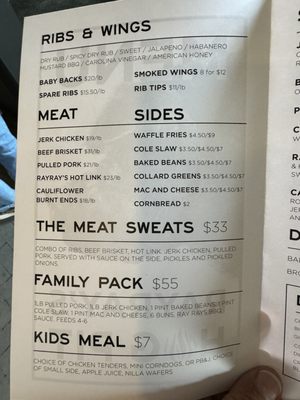 RIBS & WINGS
DRY RUB / SPICY DRY RUB / SWEET / JALAPENO / HABANERO
MUSTARD BBQ / CAROLINA VINEGAR / AMERICAN HONEY
BABY BACKS $20/lb
SMOKED WINGS 8 for $12
SPARE RIBS $15.50/lb
RIB TIPS $11/lb
MEAT
SIDES
JERK CHICKEN $19/lb
WAFFLE FRIES $4.50/$9
BEEF BRISKET $31/lb
COLE SLAW $3.50/$4.50/$7
PULLED PORK $21/lb
BAKED BEANS $3.50/$4.50/$7
RAYRAY'S HOT LINK $23/lb
COLLARD GREENS $3.50/$4.50/$7
CAULIFLOWER
MAC AND CHEESE $3.50/$4.50/$7
BURNT ENDS $18/lb
CORNBREAD $2
THE MEAT SWEATS $33
COMBO OF RIBS, BEEF BRISKET, HOT LINK, JERK CHICKEN, PULLED
PORK, SERVED WITH SAUCE ON THE SIDE, PICKLES AND PICKLED
ONIONS.
FAMILY PACK $55
1LB PULLED PORK, 1LB JERK CHICKEN, 1 PINT BAKED BEANS, 1 PINT
COLE SLAW, 1 PINT MAC AND CHEESE, 6 BUNS, RAY RAYS BBQ
SAUCE, FEEDS 4-6
KIDS MEAL $7
CHOICE OF CHICKEN TENDERS, MINI CORNDOGS, OR PB&J, CHOICE
OF SMALL SIDE, APPLE JUICE, NILLA WAFERS